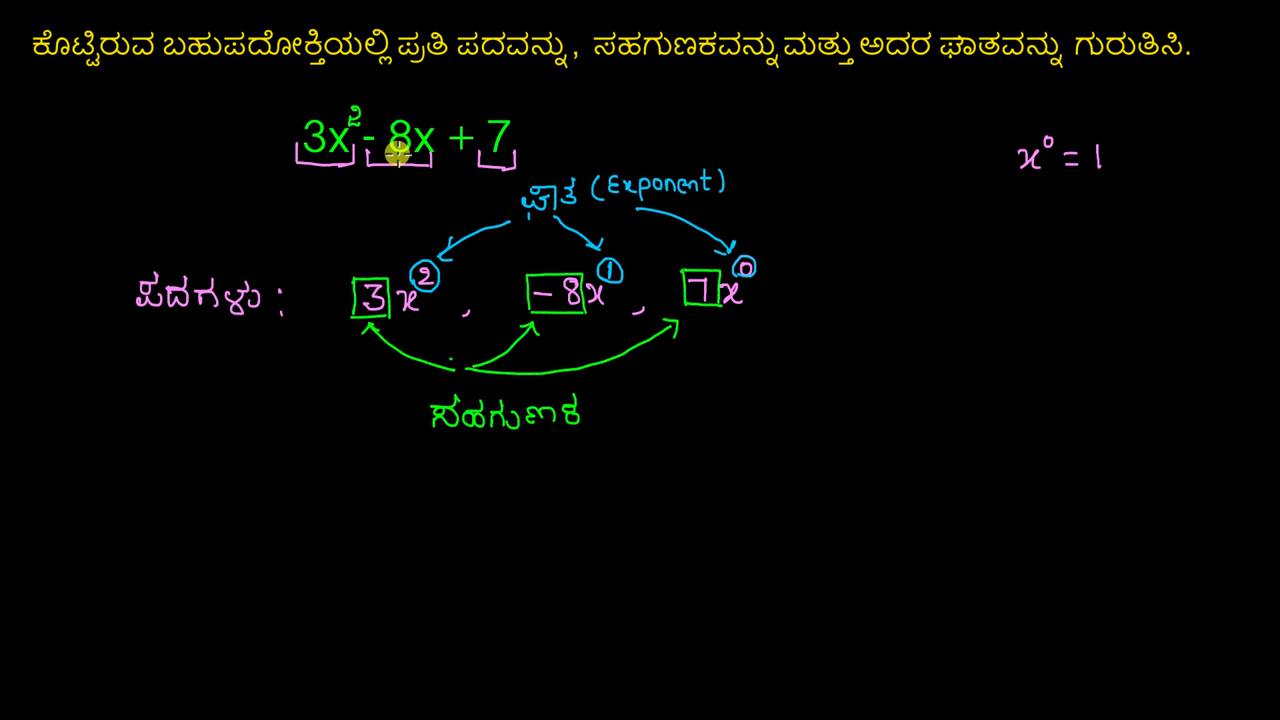 ಕೊಟ್ಟಿರುವ ಬಹುಪದೋಕ್ತಿಯಲ್ಲಿ ಪ್ರತಿ ಪದವನ್ನು, ಸಹಗುಣಕವನ್ನು ಮತ್ತು ಅದರ ಘಾತವನ್ನು ಗುರುತಿಸಿ.
3x² - 8x + 7
x⁰ = 1
ಘಾತ (Exponent)
ಪದಗಳು : 3x², -8x¹, 7x⁰
ಸಹಗುಣಕ